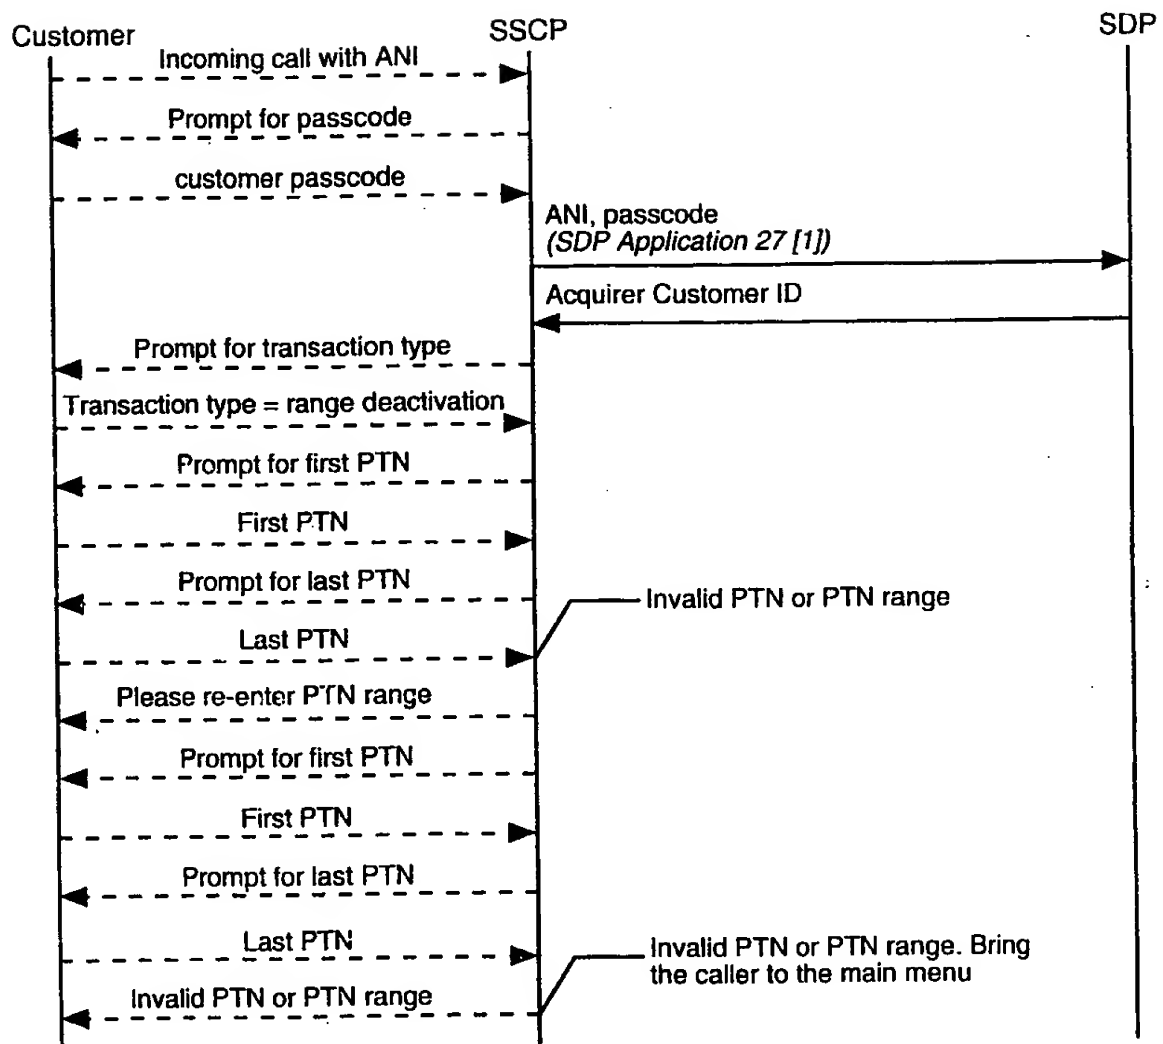 Customer
SSCP
SDP
Incoming call with ANI
Prompt for passcode
customer passcode
ANI, passcode
(SDP Application 27 [1])
Acquirer Customer ID
Prompt for transaction type
Transaction type = range deactivation
Prompt for first PTN
First PTN
Prompt for last PTN
Invalid PTN or PTN range
Last PTN
Please re-enter PTN range
Prompt for first PTN
First PTN
Prompt for last PTN
Last PTN
Invalid PTN or PTN range. Bring
the caller to the main menu
Invalid PTN or PTN range